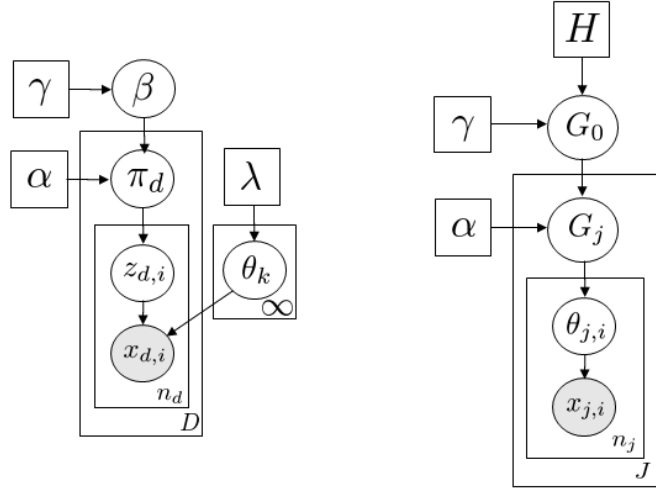 γ
β
α
π_d
λ
z_{d,i}
θ_k
∞
x_{d,i}
n_d
D
H
γ
G_0
α
G_j
θ_{j,i}
x_{j,i}
n_j
J